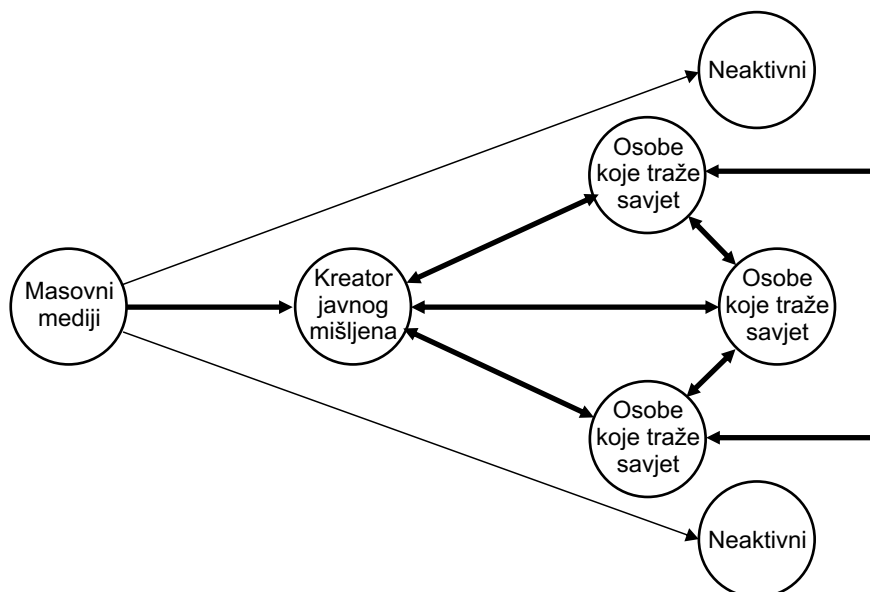 Neaktivni
Osobe
koje traže
savjet
Masovni
mediji
Kreator
javnog
mišljena
Osobe
koje traže
savjet
Osobe
koje traže
savjet
Neaktivni